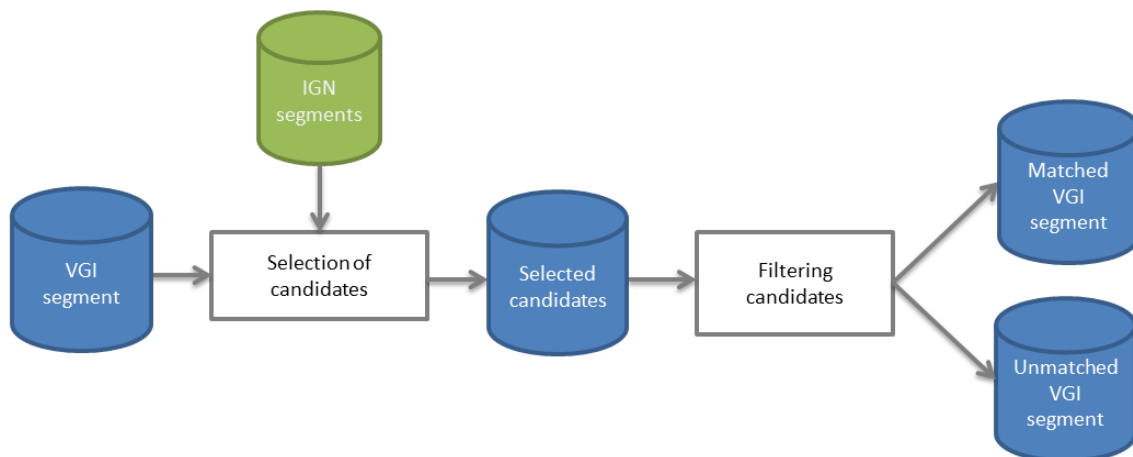 IGN
segments
VGI
segment
Selection of
candidates
Selected
candidates
Filtering
candidates
Matched
VGI
segment
Unmatched
VGI
segment